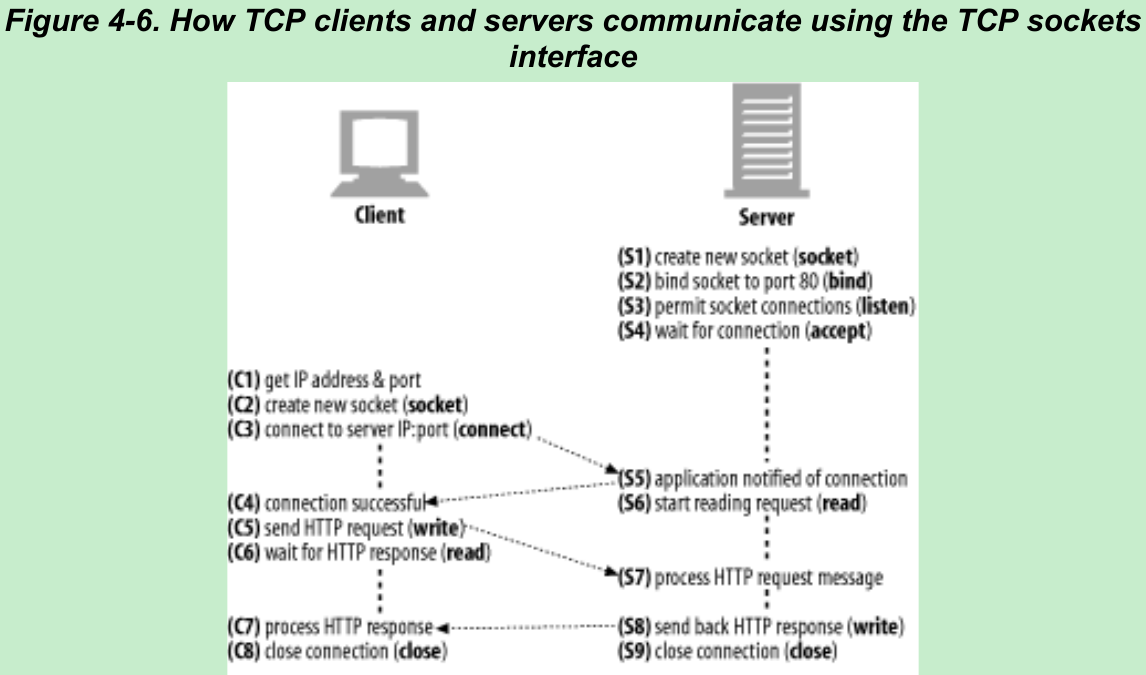 Figure 4-6. How TCP clients and servers communicate using the TCP sockets
interface
Client
Server
(S1) create new socket (socket)
(S2) bind socket to port 80 (bind)
(S3) permit socket connections (listen)
(S4) wait for connection (accept)
(C1) get IP address & port
(C2) create new socket (socket)
(C3) connect to server IP:port (connect)
(S5) application notified of connection
(S6) start reading request (read)
(C4) connection successful
(C5) send HTTP request (write)
(C6) wait for HTTP response (read)
(S7) process HTTP request message
(C7) process HTTP response
(C8) close connection (close)
(S8) send back HTTP response (write)
(S9) close connection (close)